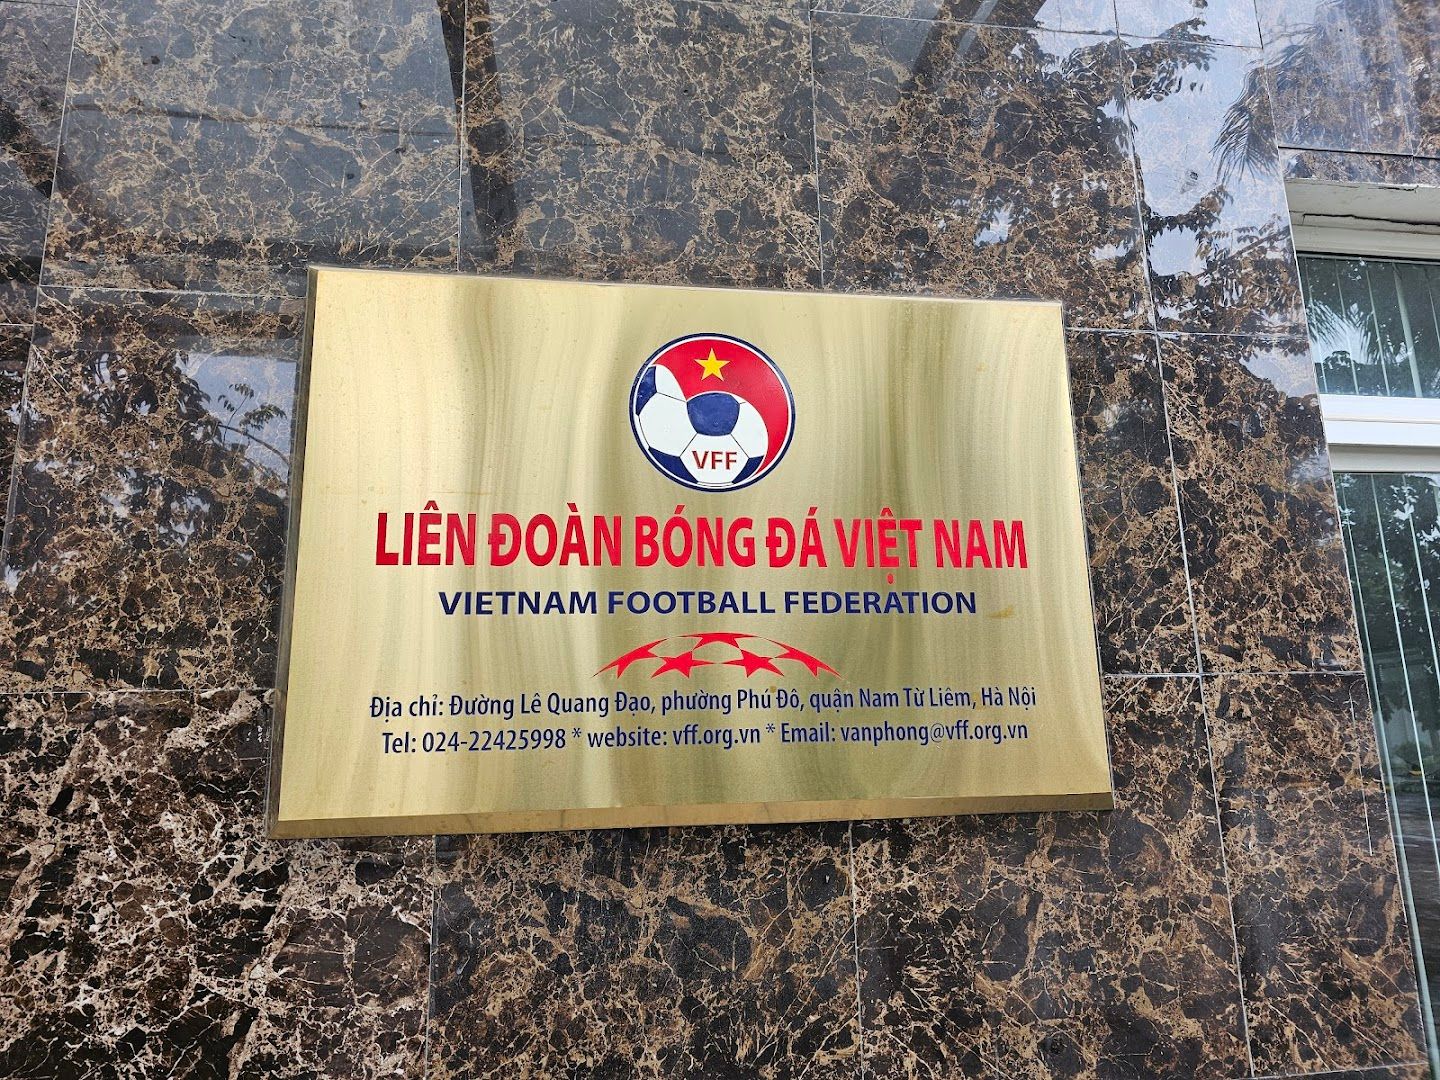 VFF
LIÊN ĐOÀN BÓNG ĐÁ VIỆT NAM
VIETNAM FOOTBALL FEDERATION
Địa chỉ: Đường Lê Quang Đạo, phường Phú Đô, quận Nam Từ Liêm, Hà Nội
Tel: 024-22425998 * website: vff.org.vn * Email: vanphong@vff.org.vn